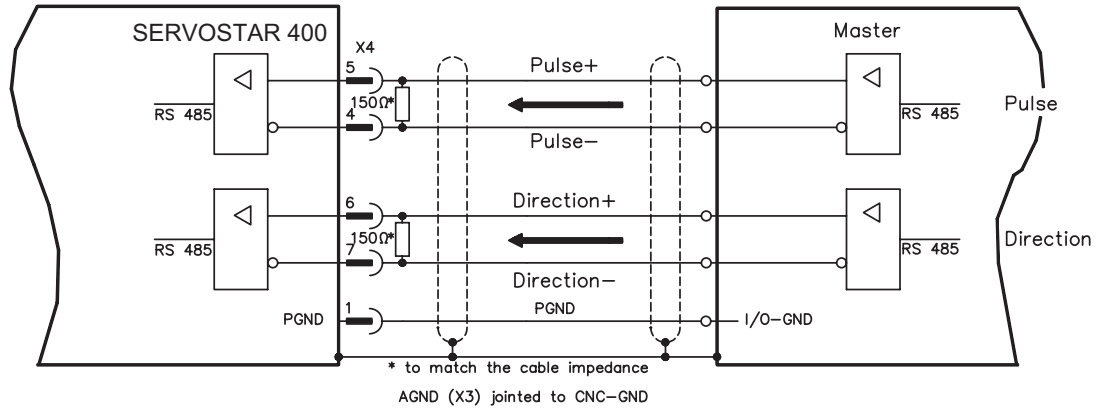 SERVOSTAR 400
X4
Master
5
Pulse+
RS 485
150Ω*
RS 485
Pulse
4
Pulse−
6
Direction+
RS 485
150Ω*
RS 485
Direction
7
Direction−
PGND
1
PGND
I/O−GND
* to match the cable impedance
AGND (X3) jointed to CNC−GND